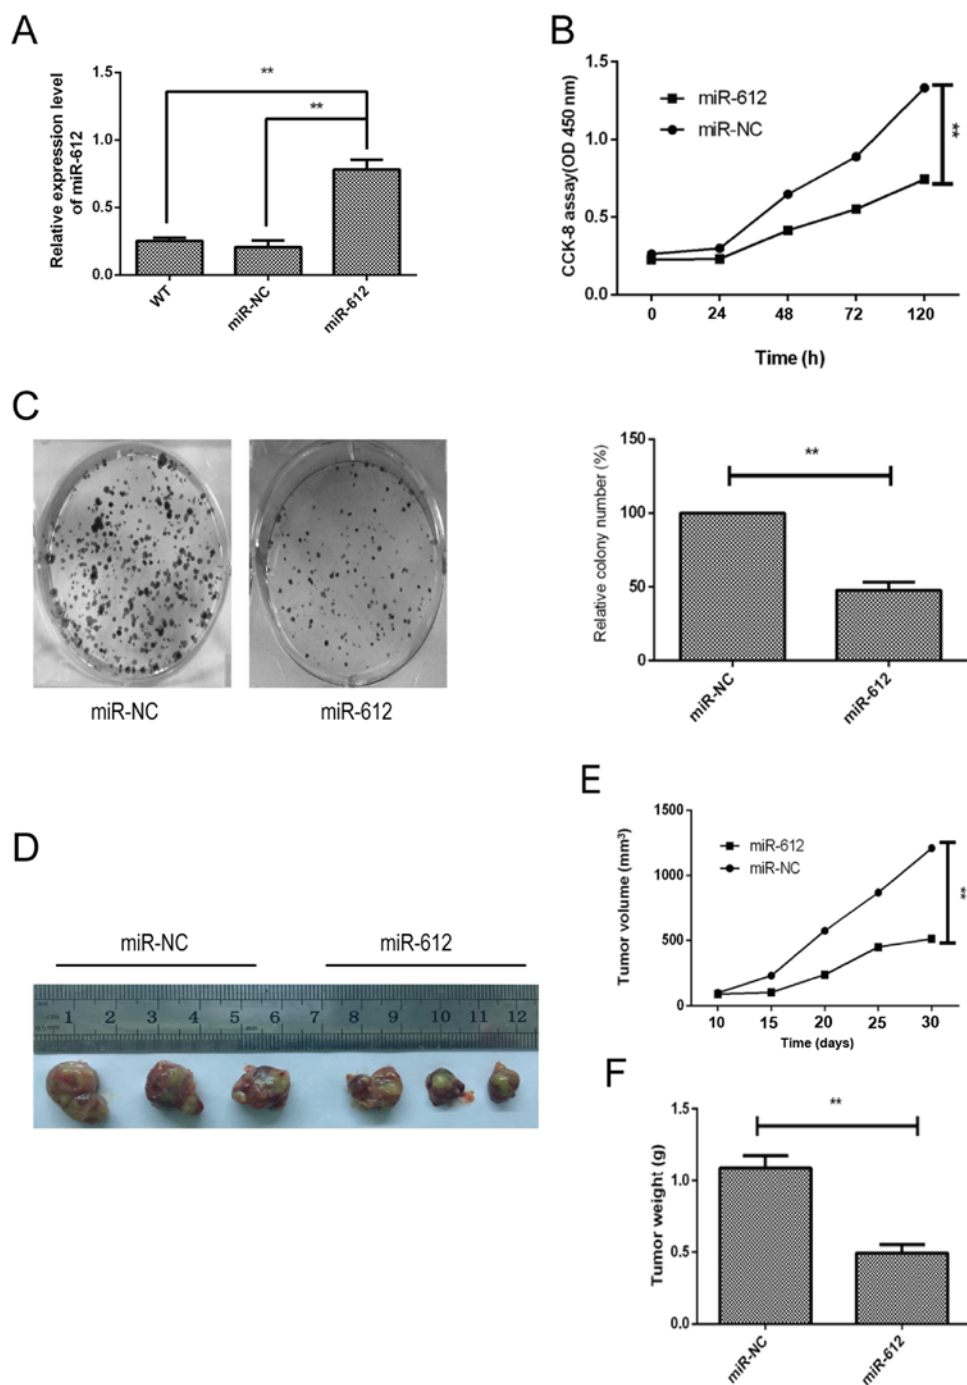 A
Relative expression level
of miR-612
1.5
1.0
0.5
0.0
**
**
WT
miR-NC
miR-612
B
CCK-8 assay(OD 450 nm)
1.5
1.0
0.5
0.0
miR-612
miR-NC
**
0 24 48 72 120
Time (h)
C
miR-NC
miR-612
Relative colony number (%)
150
100
50
0
**
miR-NC
miR-612
D
miR-NC
miR-612
1 2 3 4 5 6 7 8 9 10 11 12
E
Tumor volume (mm³)
1500
1000
500
0
miR-612
miR-NC
**
10 15 20 25 30
Time (days)
F
Tumor weight (g)
1.5
1.0
0.5
0.0
**
miR-NC
miR-612